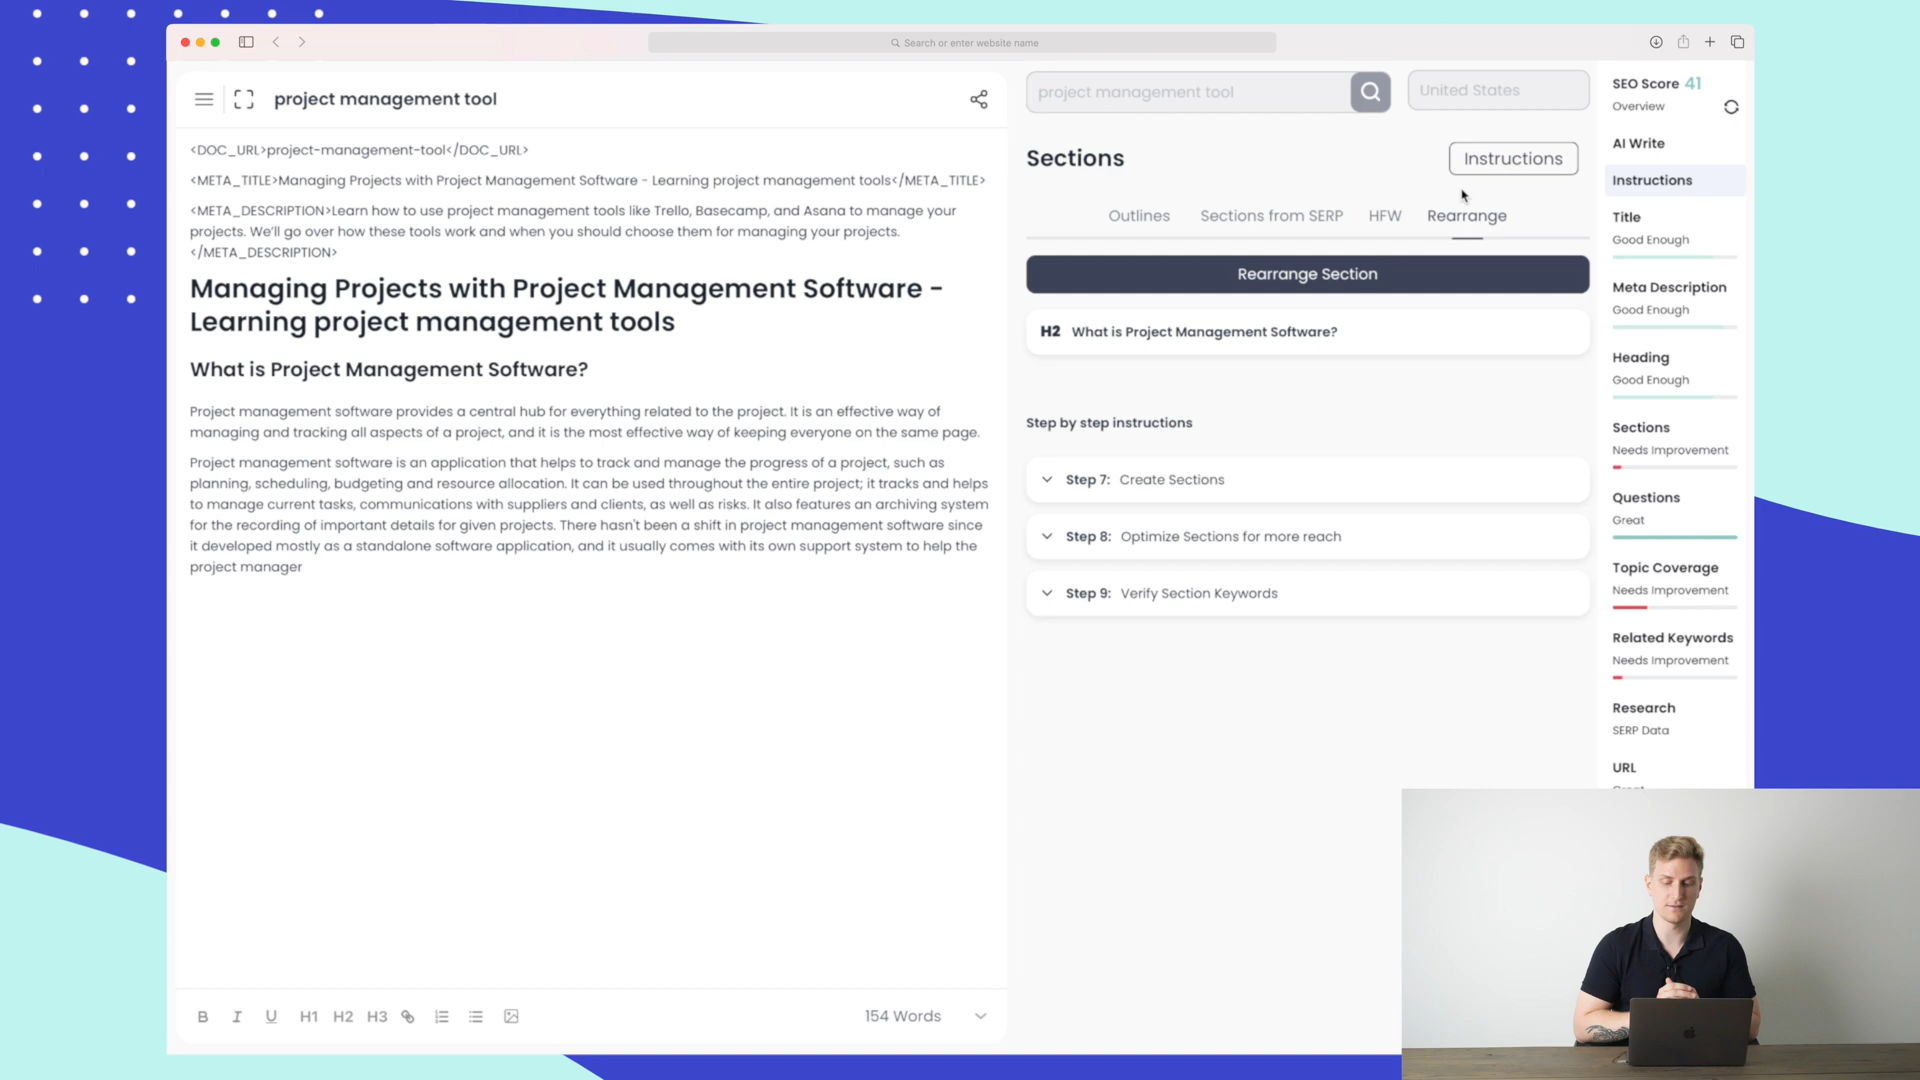 Search or enter website name
project management tool
<DOC_URL>project-management-tool</DOC_URL>
<META_TITLE>Managing Projects with Project Management Software - Learning project management tools</META_TITLE>
<META_DESCRIPTION>Learn how to use project management tools like Trello, Basecamp, and Asana to manage your
projects. We'll go over how these tools work and when you should choose them for managing your projects.
</META_DESCRIPTION>
Managing Projects with Project Management Software -
Learning project management tools
What is Project Management Software?
Project management software provides a central hub for everything related to the project. It is an effective way of
managing and tracking all aspects of a project, and it is the most effective way of keeping everyone on the same page.
Project management software is an application that helps to track and manage the progress of a project, such as
planning, scheduling, budgeting and resource allocation. It can be used throughout the entire project; it tracks and helps
to manage current tasks, communications with suppliers and clients, as well as risks. It also features an archiving system
for the recording of important details for given projects. There hasn't been a shift in project management software since
it developed mostly as a standalone software application, and it usually comes with its own support system to help the
project manager
B I U H1 H2 H3
154 Words
project management tool
United States
Sections
Instructions
Outlines Sections from SERP HFW Rearrange
Rearrange Section
H2 What is Project Management Software?
Step by step instructions
Step 7: Create Sections
Step 8: Optimize Sections for more reach
Step 9: Verify Section Keywords
SEO Score 41
Overview
AI Write
Instructions
Title
Good Enough
Meta Description
Good Enough
Heading
Good Enough
Sections
Needs Improvement
Questions
Great
Topic Coverage
Needs Improvement
Related Keywords
Needs Improvement
Research
SERP Data
URL